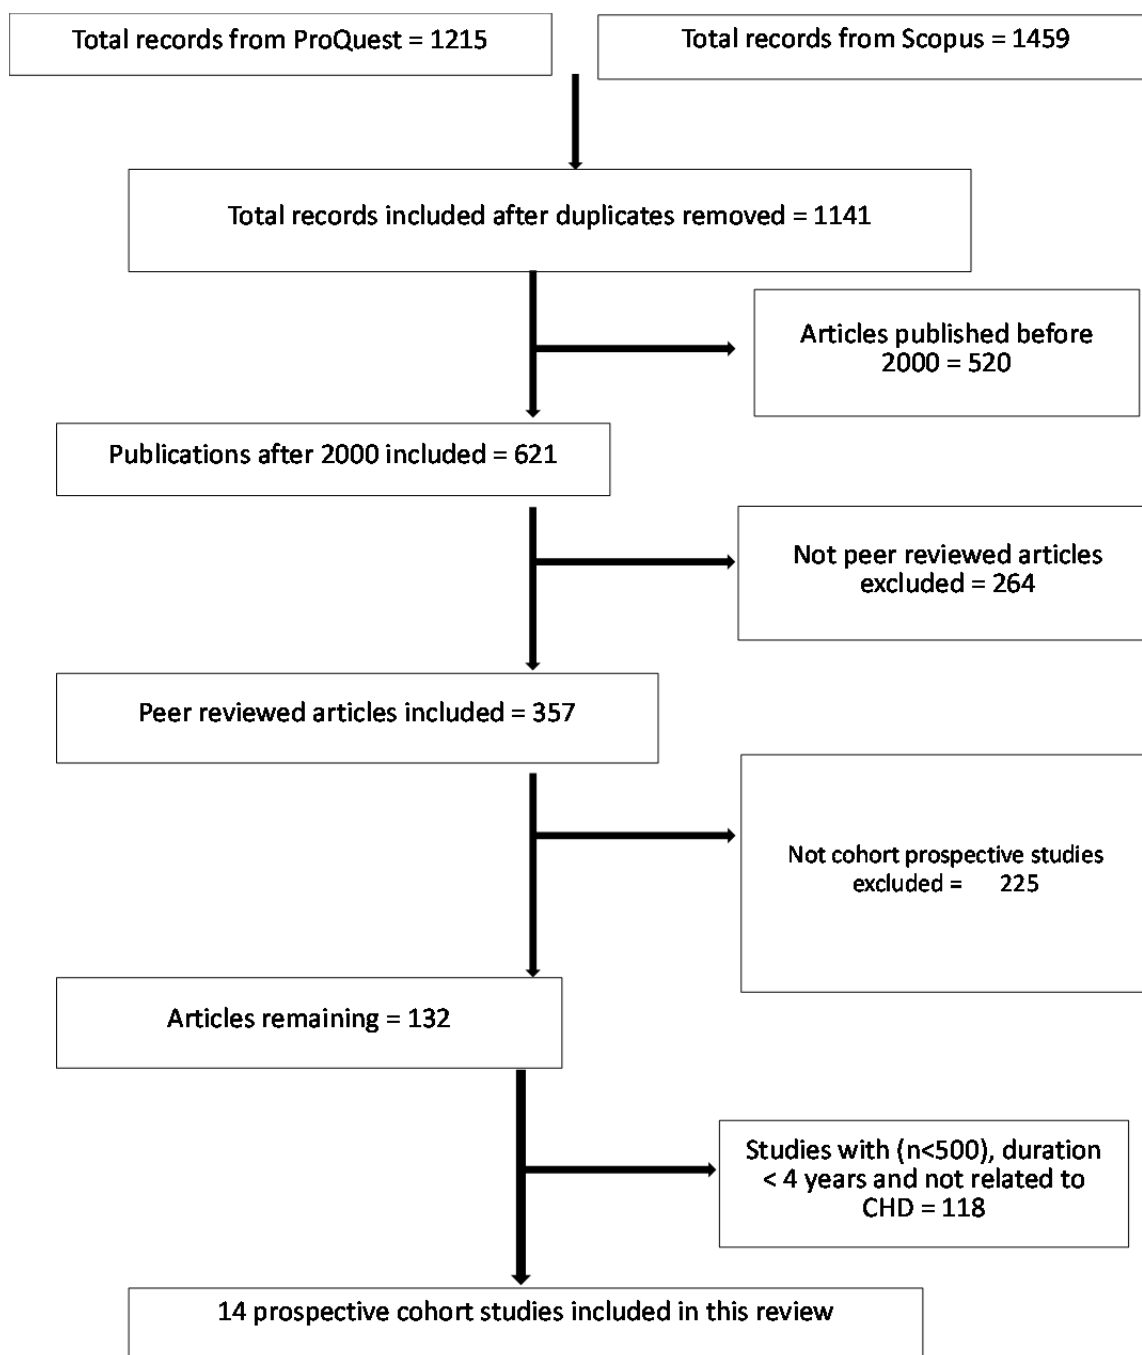 Total records from ProQuest = 1215
Total records from Scopus = 1459
Total records included after duplicates removed = 1141
Articles published before
2000 = 520
Publications after 2000 included = 621
Not peer reviewed articles
excluded = 264
Peer reviewed articles included = 357
Not cohort prospective studies
excluded = 225
Articles remaining = 132
Studies with (n<500), duration
< 4 years and not related to
CHD = 118
14 prospective cohort studies included in this review